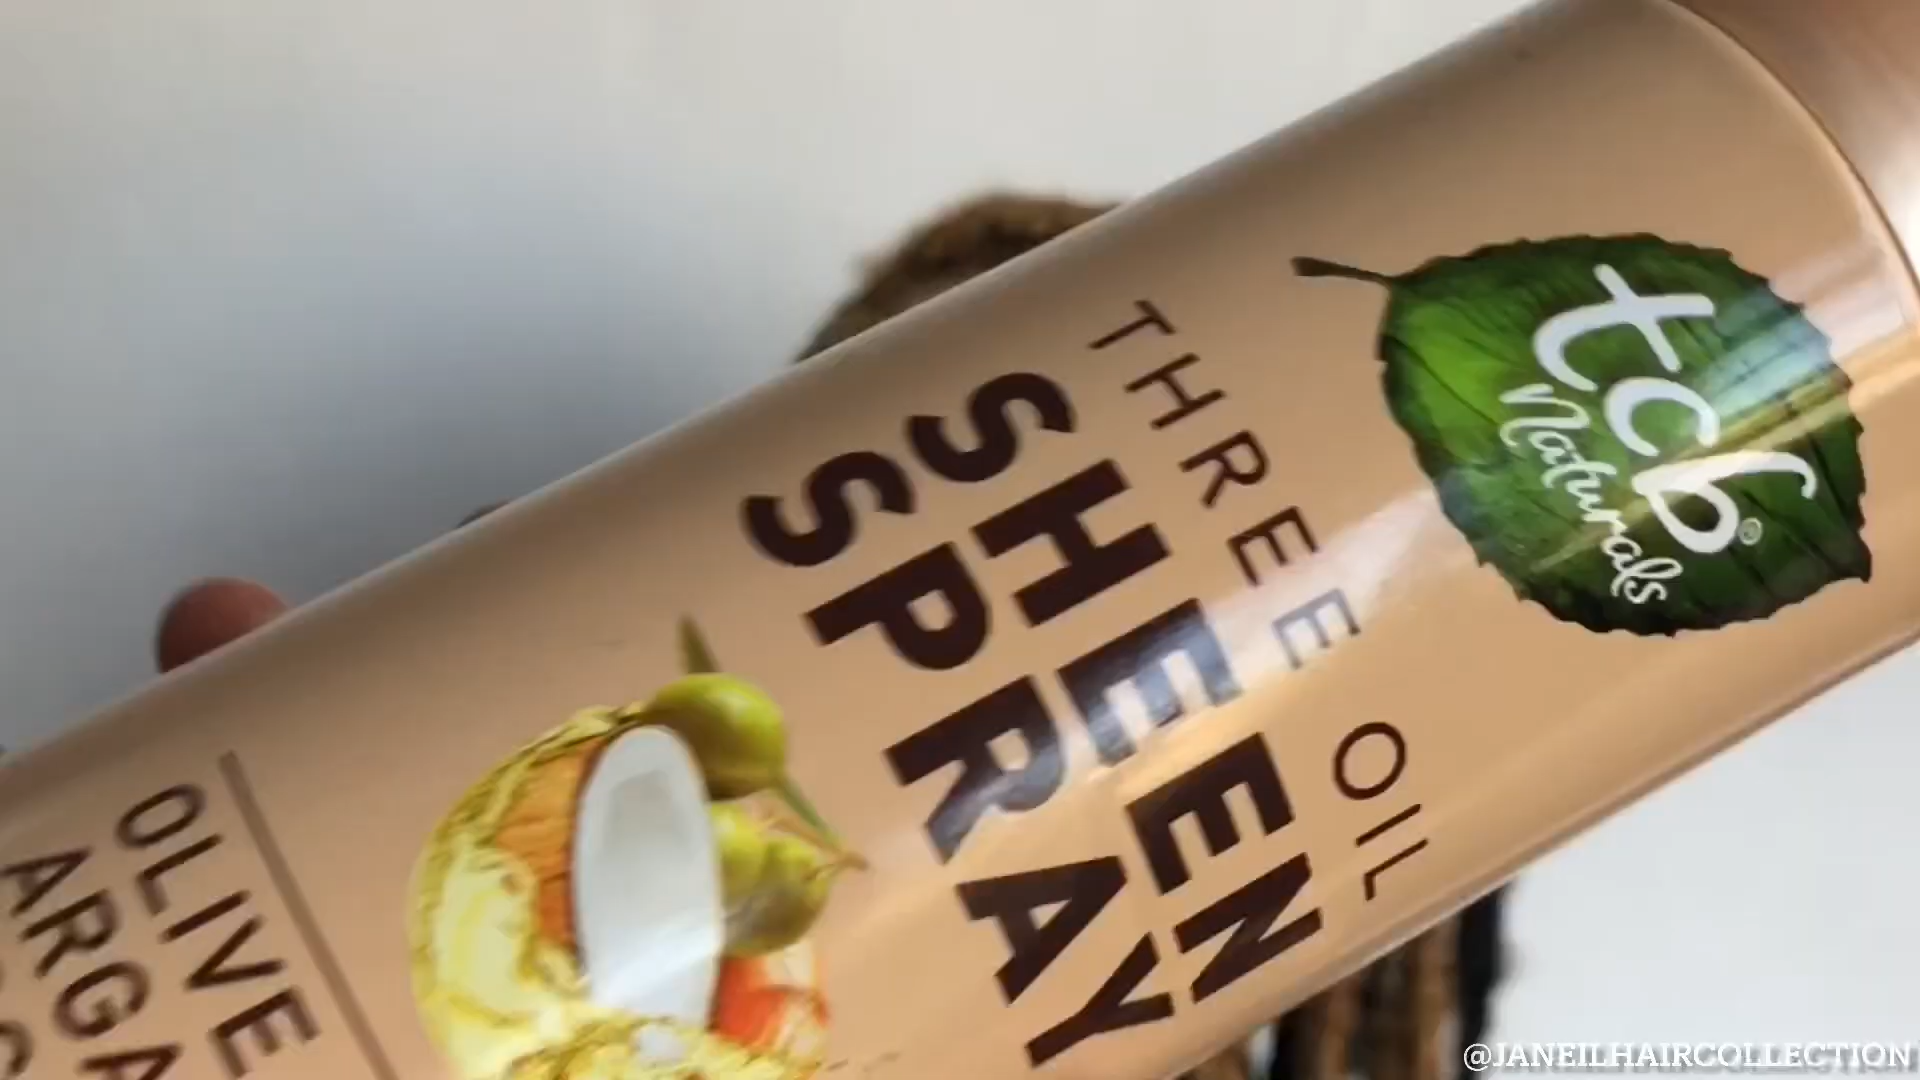 tcb®
Naturals
THREE OIL
SHEEN
SPRAY
OLIVE
@JANEILHAIRCOLLECTION